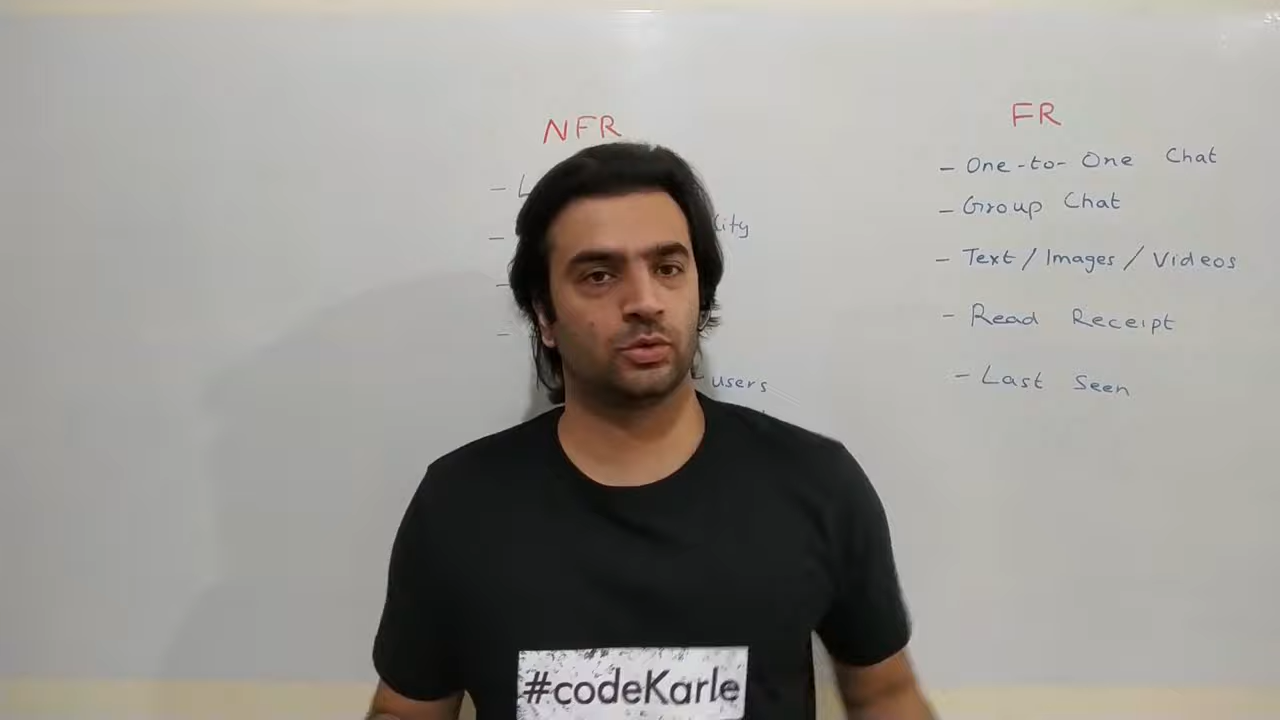 NFR
- L
-
-
-
users
FR
- One-to-One Chat
- Group Chat
- Text / Images / Videos
- Read Receipt
- Last seen
#codeKarle